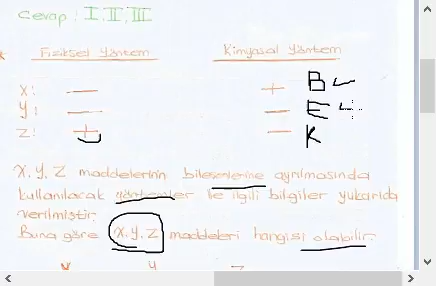 Cevap: I, II, III
Fiziksel Yöntem Kimyasal Yöntem
X: — + B
Y: — — E
Z: + — K
X, Y, Z maddelerinin bileşenlerine ayrılmasında
kullanılacak yöntemler ile ilgili bilgiler yukarıda
verilmiştir.
Buna göre X, Y, Z maddeleri hangisi olabilir.
X Y Z